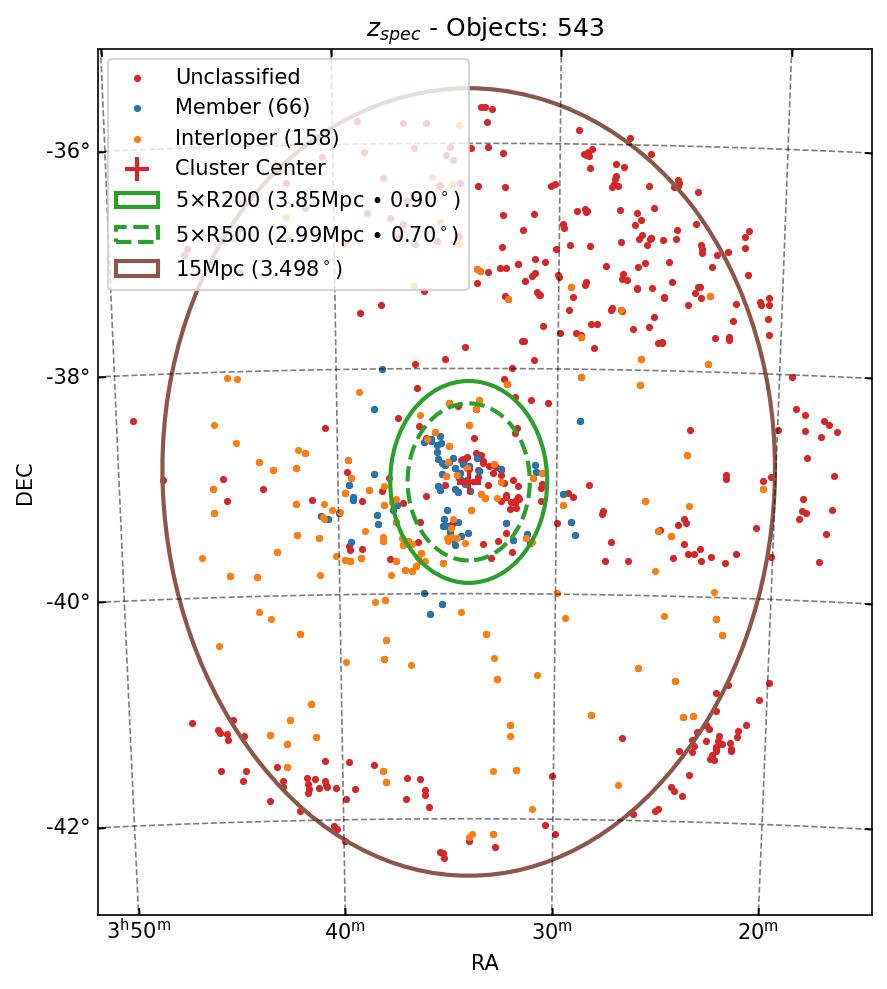 z_spec - Objects: 543
Unclassified
Member (66)
Interloper (158)
Cluster Center
5×R200 (3.85Mpc • 0.90°)
5×R500 (2.99Mpc • 0.70°)
15Mpc (3.498°)
-36°
-38°
-40°
-42°
DEC
3h50m 40m 30m 20m
RA